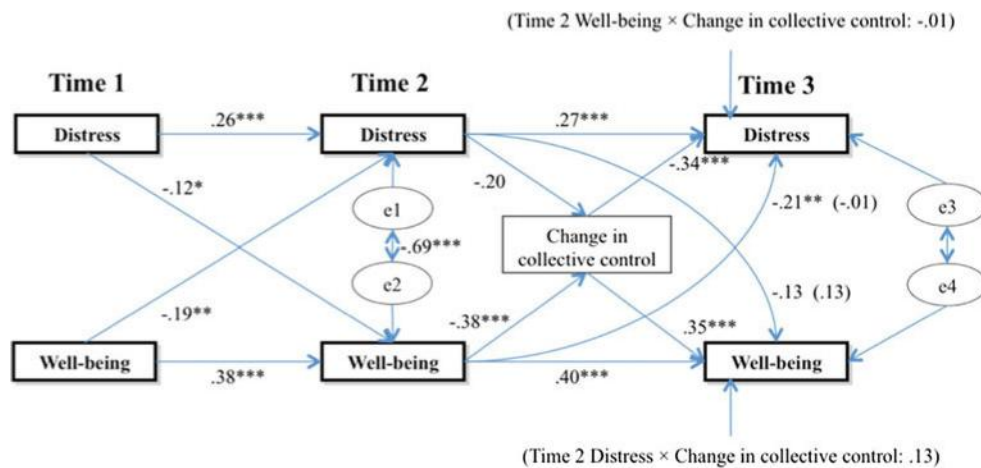 (Time 2 Well-being × Change in collective control: -.01)
Time 1
Time 2
Time 3
Distress
.26***
Distress
.27***
Distress
-.12*
-.20
-.34***
-.21** (-.01)
e1
e3
-.69***
Change in
collective control
e2
e4
-.13 (.13)
-.19**
-.38***
.35***
Well-being
.38***
Well-being
.40***
Well-being
(Time 2 Distress × Change in collective control: .13)